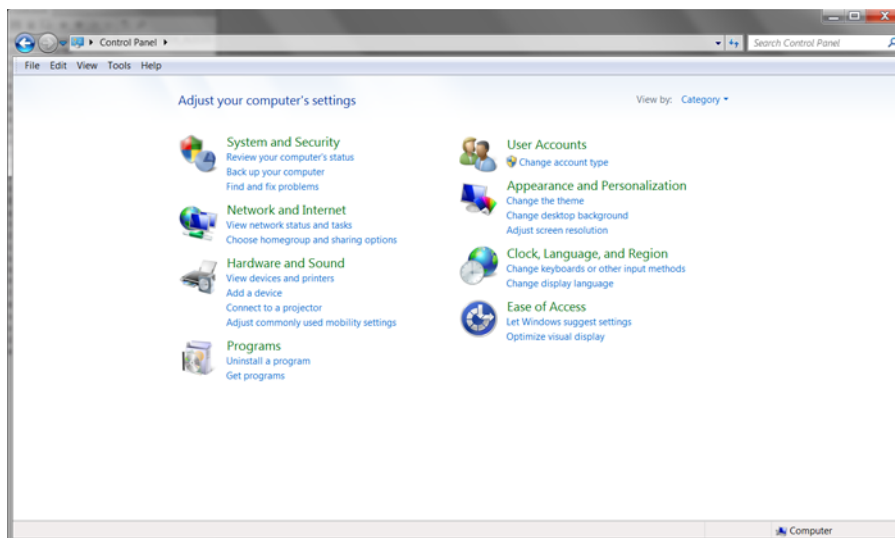 Control Panel
Search Control Panel
File Edit View Tools Help
Adjust your computer's settings
View by: Category
System and Security
Review your computer's status
Back up your computer
Find and fix problems
Network and Internet
View network status and tasks
Choose homegroup and sharing options
Hardware and Sound
View devices and printers
Add a device
Connect to a projector
Adjust commonly used mobility settings
Programs
Uninstall a program
Get programs
User Accounts
Change account type
Appearance and Personalization
Change the theme
Change desktop background
Adjust screen resolution
Clock, Language, and Region
Change keyboards or other input methods
Change display language
Ease of Access
Let Windows suggest settings
Optimize visual display
Computer